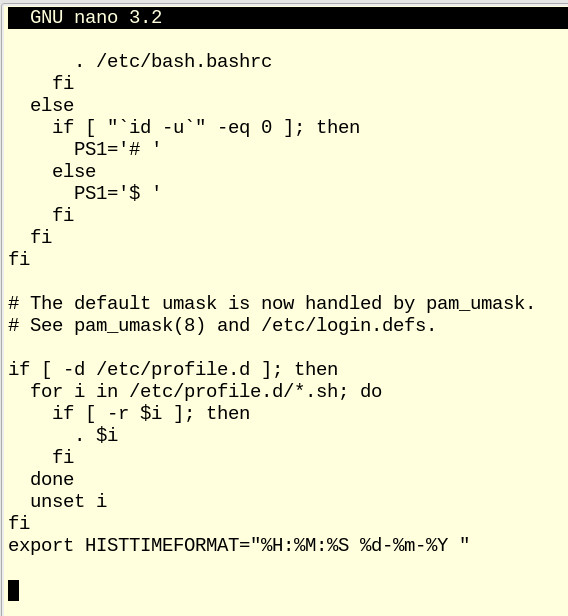 GNU nano 3.2
      . /etc/bash.bashrc
    fi
  else
    if [ "`id -u`" -eq 0 ]; then
      PS1='# '
    else
      PS1='$ '
    fi
  fi
fi
# The default umask is now handled by pam_umask.
# See pam_umask(8) and /etc/login.defs.
if [ -d /etc/profile.d ]; then
  for i in /etc/profile.d/*.sh; do
    if [ -r $i ]; then
      . $i
    fi
  done
  unset i
fi
export HISTTIMEFORMAT="%H:%M:%S %d-%m-%Y "